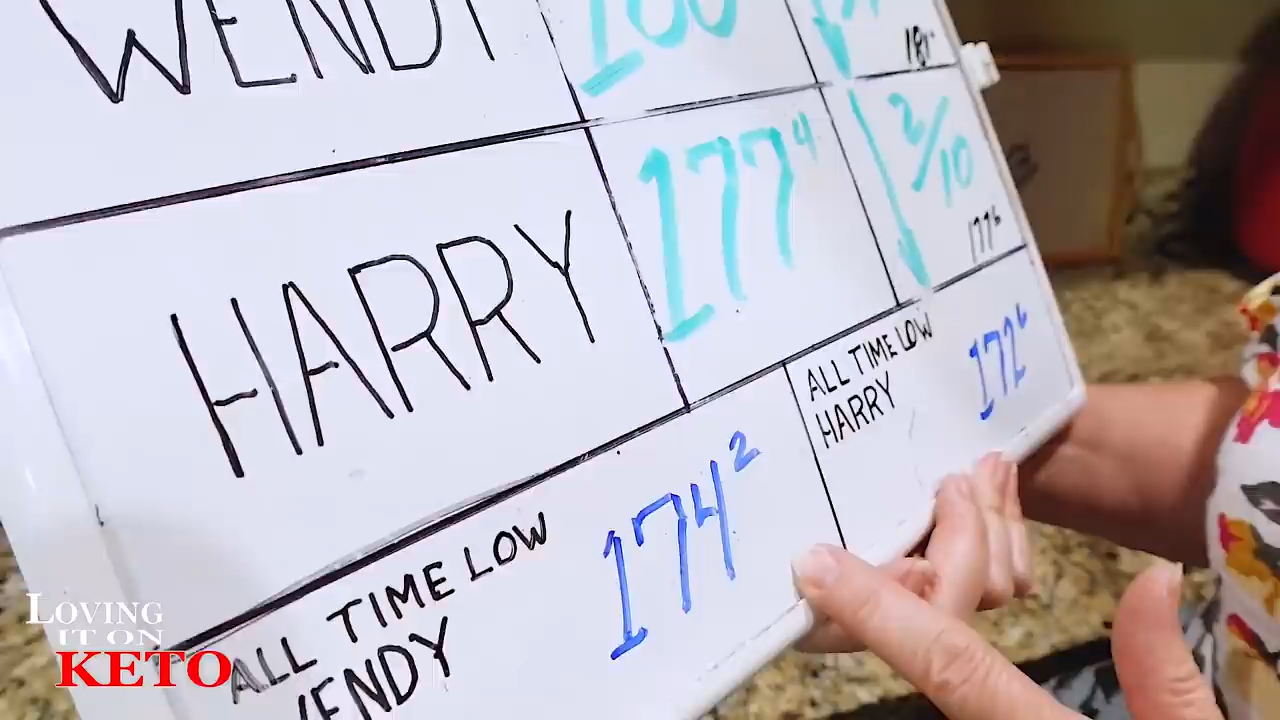 WENDY
HARRY
177⁴
2/10
177⁶
ALL TIME LOW
HARRY
172⁶
ALL TIME LOW
WENDY
174²
LOVING
IT ON
KETO